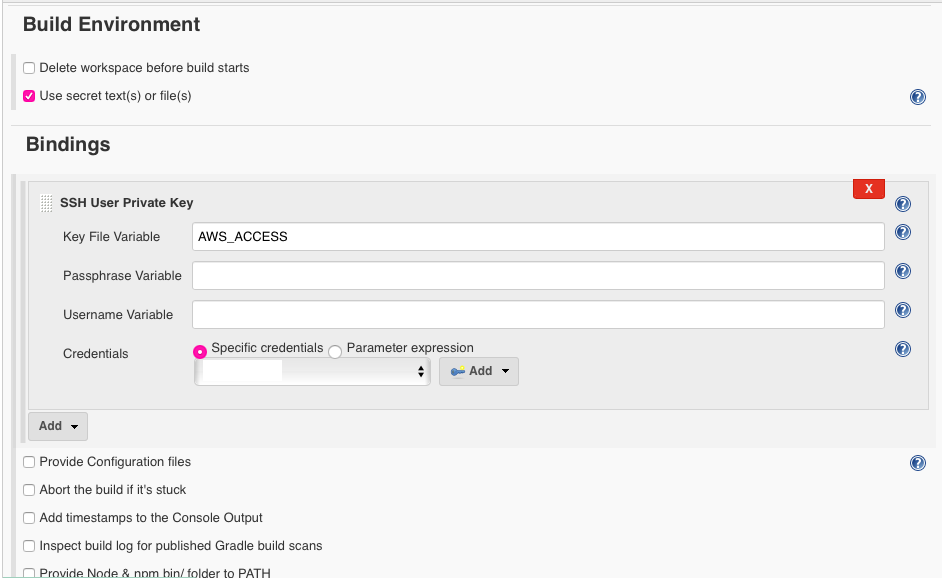 Build Environment
Delete workspace before build starts
Use secret text(s) or file(s)
?
Bindings
X
SSH User Private Key
?
Key File Variable
AWS_ACCESS
?
Passphrase Variable
?
Username Variable
?
Credentials
Specific credentials
Parameter expression
?
Add
Add
Provide Configuration files
?
Abort the build if it's stuck
Add timestamps to the Console Output
Inspect build log for published Gradle build scans
Provide Node & npm bin/ folder to PATH